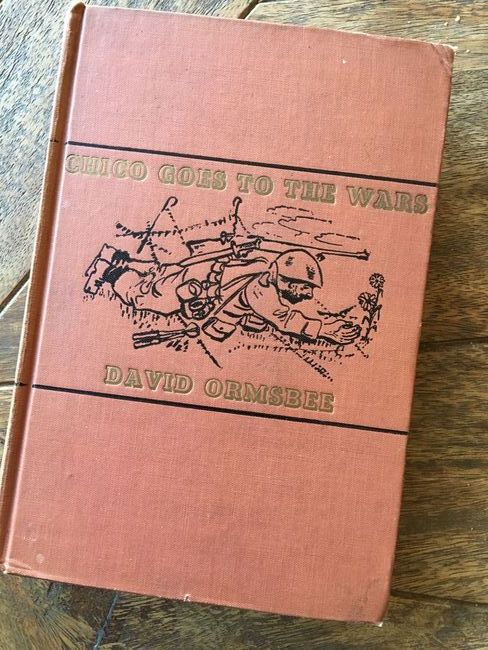 CHICO GOES TO THE WARS
DAVID ORMSBEE